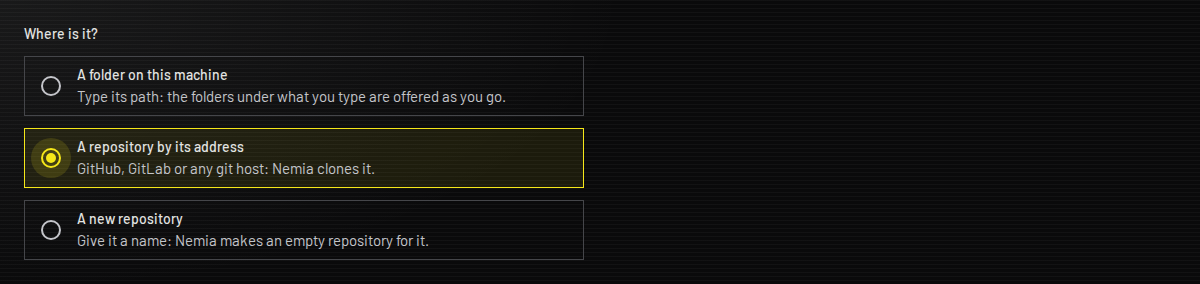 Where is it?
A folder on this machine
Type its path: the folders under what you type are offered as you go.
A repository by its address
GitHub, GitLab or any git host: Nemia clones it.
A new repository
Give it a name: Nemia makes an empty repository for it.